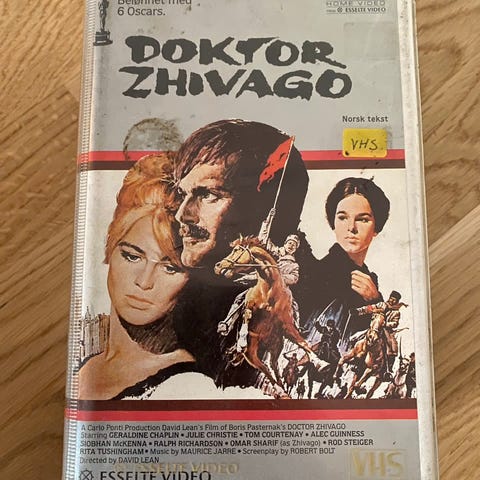 Belønnet med
6 Oscars.
HOME VIDEO
ESSELTE VIDEO
DOKTOR
ZHIVAGO
Norsk tekst
VHS
A Carlo Ponti Production David Lean's Film of Boris Pasternak's DOCTOR ZHIVAGO
Starring GERALDINE CHAPLIN • JULIE CHRISTIE • TOM COURTENAY • ALEC GUINNESS
SIOBHAN McKENNA • RALPH RICHARDSON • OMAR SHARIF (as Zhivago) • ROD STEIGER
RITA TUSHINGHAM • Music by MAURICE JARRE • Screenplay by ROBERT BOLT
Directed by DAVID LEAN
ESSELTE VIDEO
VHS
ESSELTE VIDEO